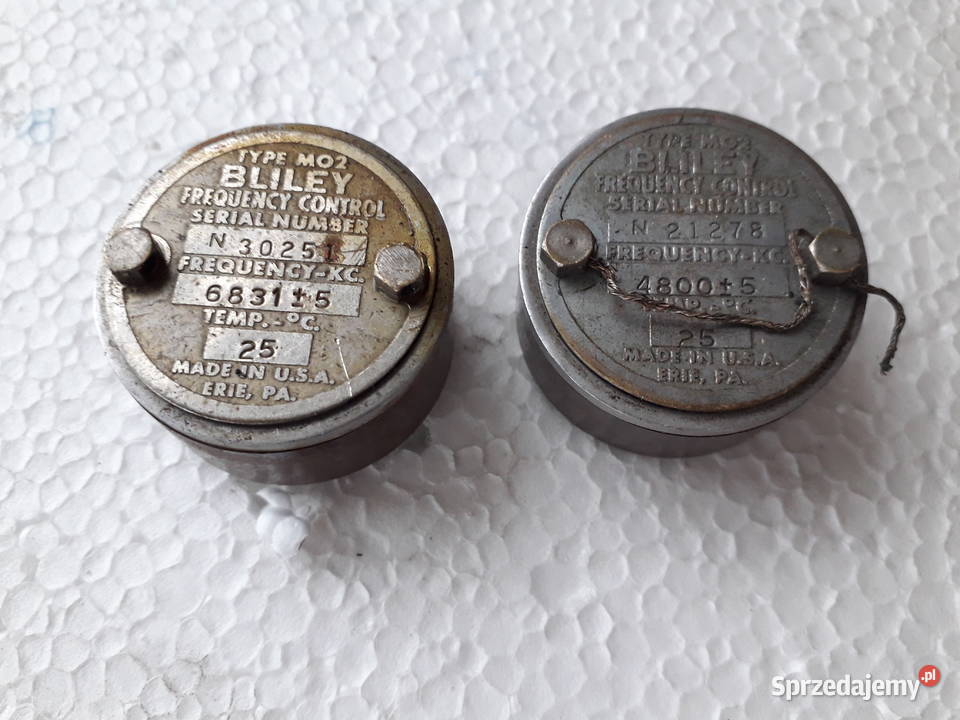 TYPE MO2
BLILEY
FREQUENCY CONTROL
SERIAL NUMBER
N 30251
FREQUENCY-KC.
6831±5
TEMP.-°C.
25
MADE IN U.S.A.
ERIE, PA.
TYPE MO2
BLILEY
FREQUENCY CONTROL
SERIAL NUMBER
N 21278
FREQUENCY-KC.
4800±5
TEMP.-°C.
25
MADE IN U.S.A.
ERIE, PA.
Sprzedajemy.pl